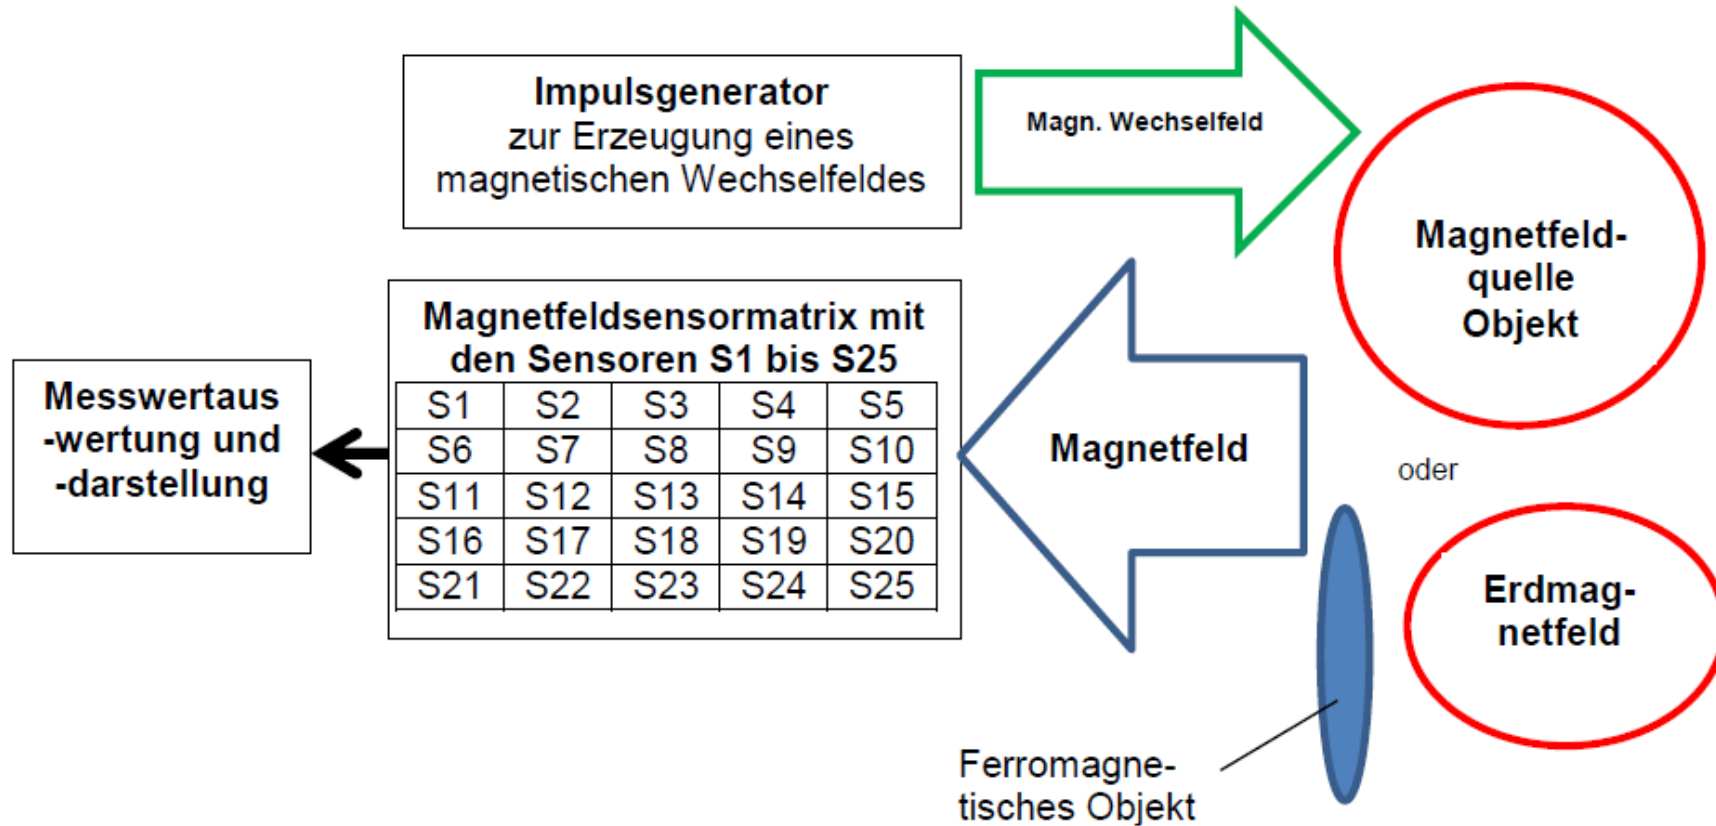 Impulsgenerator
zur Erzeugung eines
magnetischen Wechselfeldes
Magn. Wechselfeld
Magnetfeld-
quelle
Objekt
Magnetfeldsensormatrix mit
den Sensoren S1 bis S25
S1 S2 S3 S4 S5
S6 S7 S8 S9 S10
S11 S12 S13 S14 S15
S16 S17 S18 S19 S20
S21 S22 S23 S24 S25
Messwertaus
-wertung und
-darstellung
Magnetfeld
oder
Erdmag-
netfeld
Ferromagne-
tisches Objekt